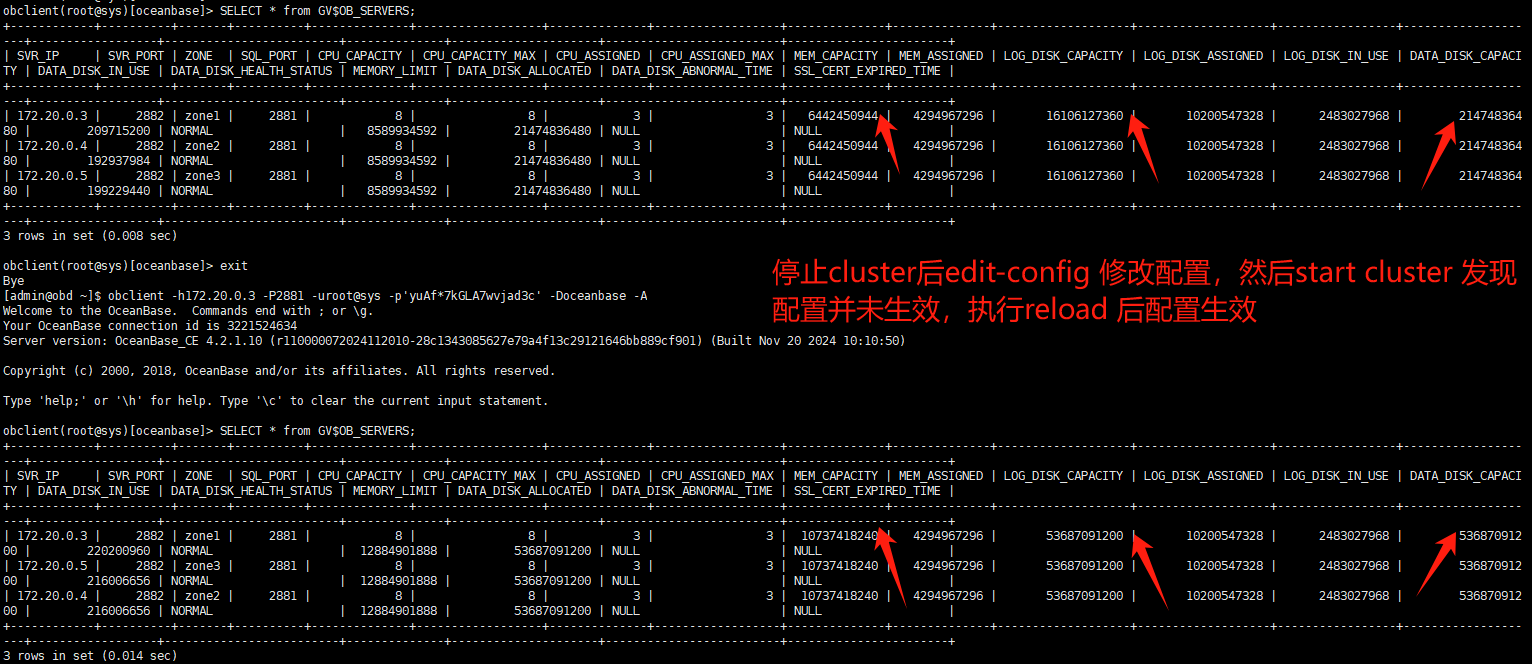 obclient(root@sys)[oceanbase]> SELECT * from GV$OB_SERVERS;
+------------+----------+-------+----------+--------------+------------------+--------------+------------------+--------------+--------------+-------------------+-------------------+-----------------+----------------
---+------------------+-------------------------+--------------+---------------------+-------------------------+-----------------------+
| SVR_IP     | SVR_PORT | ZONE  | SQL_PORT | CPU_CAPACITY | CPU_CAPACITY_MAX | CPU_ASSIGNED | CPU_ASSIGNED_MAX | MEM_CAPACITY | MEM_ASSIGNED | LOG_DISK_CAPACITY | LOG_DISK_ASSIGNED | LOG_DISK_IN_USE | DATA_DISK_CAPACI
TY | DATA_DISK_IN_USE | DATA_DISK_HEALTH_STATUS | MEMORY_LIMIT | DATA_DISK_ALLOCATED | DATA_DISK_ABNORMAL_TIME | SSL_CERT_EXPIRED_TIME |
+------------+----------+-------+----------+--------------+------------------+--------------+------------------+--------------+--------------+-------------------+-------------------+-----------------+----------------
---+------------------+-------------------------+--------------+---------------------+-------------------------+-----------------------+
| 172.20.0.3 |     2882 | zone1 |     2881 |            8 |                8 |            3 |                3 |   6442450944 |   4294967296 |       16106127360 |       10200547328 |      2483027968 |       214748364
80 |        209715200 | NORMAL                  |   8589934592 |         21474836480 | NULL                    | NULL                  |
| 172.20.0.4 |     2882 | zone2 |     2881 |            8 |                8 |            3 |                3 |   6442450944 |   4294967296 |       16106127360 |       10200547328 |      2483027968 |       214748364
80 |        192937984 | NORMAL                  |   8589934592 |         21474836480 | NULL                    | NULL                  |
| 172.20.0.5 |     2882 | zone3 |     2881 |            8 |                8 |            3 |                3 |   6442450944 |   4294967296 |       16106127360 |       10200547328 |      2483027968 |       214748364
80 |        199229440 | NORMAL                  |   8589934592 |         21474836480 | NULL                    | NULL                  |
+------------+----------+-------+----------+--------------+------------------+--------------+------------------+--------------+--------------+-------------------+-------------------+-----------------+----------------
---+------------------+-------------------------+--------------+---------------------+-------------------------+-----------------------+
3 rows in set (0.008 sec)
obclient(root@sys)[oceanbase]> exit
Bye
停止cluster后edit-config 修改配置，然后start cluster 发现
配置并未生效，执行reload 后配置生效
[admin@obd ~]$ obclient -h172.20.0.3 -P2881 -uroot@sys -p'yuAf*7kGLA7wvjad3c' -Doceanbase -A
Welcome to the OceanBase.  Commands end with ; or \g.
Your OceanBase connection id is 3221524634
Server version: OceanBase_CE 4.2.1.10 (r110000072024112010-28c1343085627e79a4f13c29121646bb889cf901) (Built Nov 20 2024 10:10:50)
Copyright (c) 2000, 2018, OceanBase and/or its affiliates. All rights reserved.
Type 'help;' or '\h' for help. Type '\c' to clear the current input statement.
obclient(root@sys)[oceanbase]> SELECT * from GV$OB_SERVERS;
+------------+----------+-------+----------+--------------+------------------+--------------+------------------+--------------+--------------+-------------------+-------------------+-----------------+----------------
---+------------------+-------------------------+--------------+---------------------+-------------------------+-----------------------+
| SVR_IP     | SVR_PORT | ZONE  | SQL_PORT | CPU_CAPACITY | CPU_CAPACITY_MAX | CPU_ASSIGNED | CPU_ASSIGNED_MAX | MEM_CAPACITY | MEM_ASSIGNED | LOG_DISK_CAPACITY | LOG_DISK_ASSIGNED | LOG_DISK_IN_USE | DATA_DISK_CAPACI
TY | DATA_DISK_IN_USE | DATA_DISK_HEALTH_STATUS | MEMORY_LIMIT | DATA_DISK_ALLOCATED | DATA_DISK_ABNORMAL_TIME | SSL_CERT_EXPIRED_TIME |
+------------+----------+-------+----------+--------------+------------------+--------------+------------------+--------------+--------------+-------------------+-------------------+-----------------+----------------
---+------------------+-------------------------+--------------+---------------------+-------------------------+-----------------------+
| 172.20.0.3 |     2882 | zone1 |     2881 |            8 |                8 |            3 |                3 |  10737418240 |   4294967296 |       53687091200 |       10200547328 |      2483027968 |       536870912
00 |        220200960 | NORMAL                  |  12884901888 |         53687091200 | NULL                    | NULL                  |
| 172.20.0.5 |     2882 | zone3 |     2881 |            8 |                8 |            3 |                3 |  10737418240 |   4294967296 |       53687091200 |       10200547328 |      2483027968 |       536870912
00 |        216006656 | NORMAL                  |  12884901888 |         53687091200 | NULL                    | NULL                  |
| 172.20.0.4 |     2882 | zone2 |     2881 |            8 |                8 |            3 |                3 |  10737418240 |   4294967296 |       53687091200 |       10200547328 |      2483027968 |       536870912
00 |        216006656 | NORMAL                  |  12884901888 |         53687091200 | NULL                    | NULL                  |
+------------+----------+-------+----------+--------------+------------------+--------------+------------------+--------------+--------------+-------------------+-------------------+-----------------+----------------
---+------------------+-------------------------+--------------+---------------------+-------------------------+-----------------------+
3 rows in set (0.014 sec)